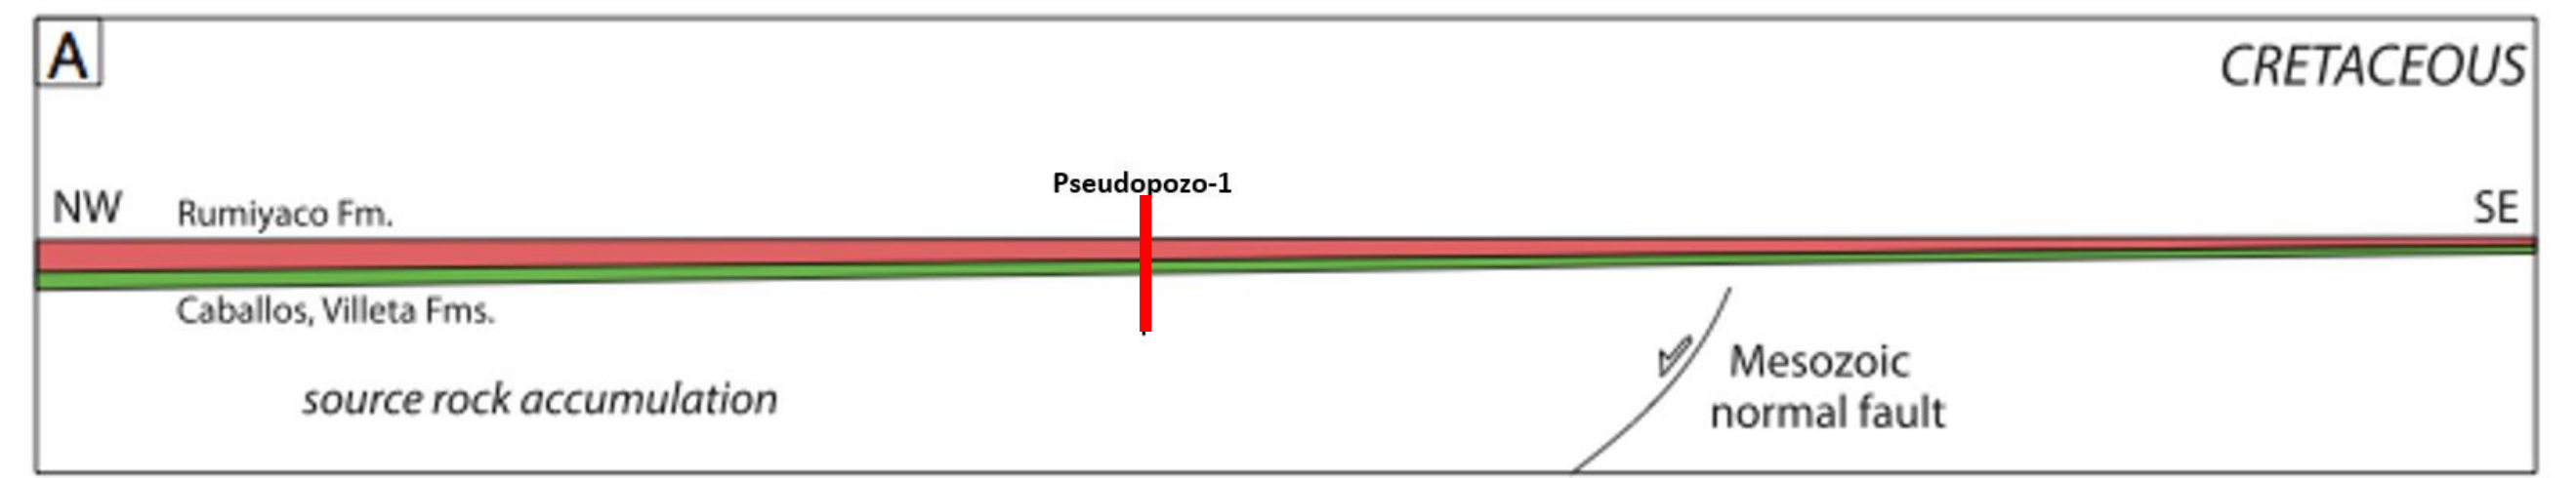 A
CRETACEOUS
Pseudopozo-1
NW
Rumiyaco Fm.
SE
Caballos, Villeta Fms.
source rock accumulation
Mesozoic
normal fault